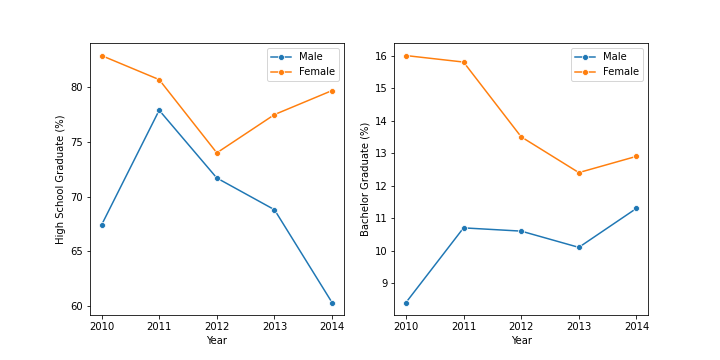 Male
Female
High School Graduate (%)
80
75
70
65
60
2010 2011 2012 2013 2014
Year
Male
Female
Bachelor Graduate (%)
16
15
14
13
12
11
10
9
2010 2011 2012 2013 2014
Year